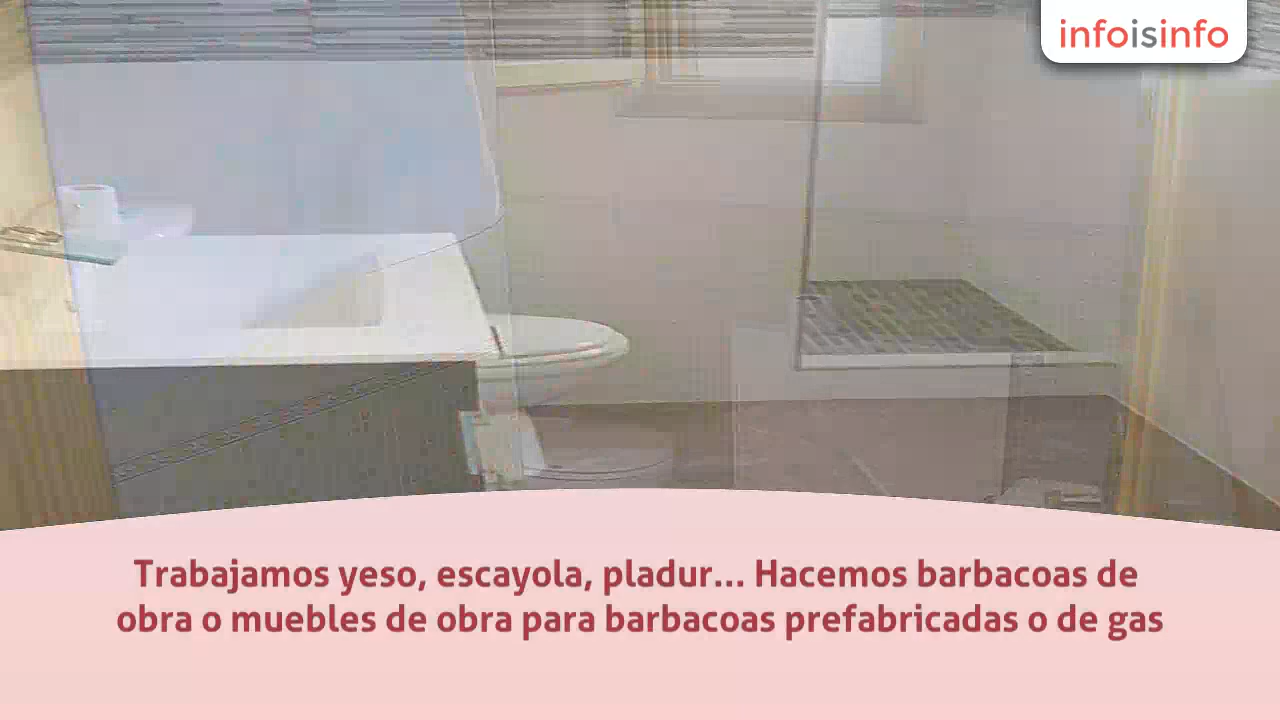 infoisinfo
Trabajamos yeso, escayola, pladur... Hacemos barbacoas de
obra o muebles de obra para barbacoas prefabricadas o de gas